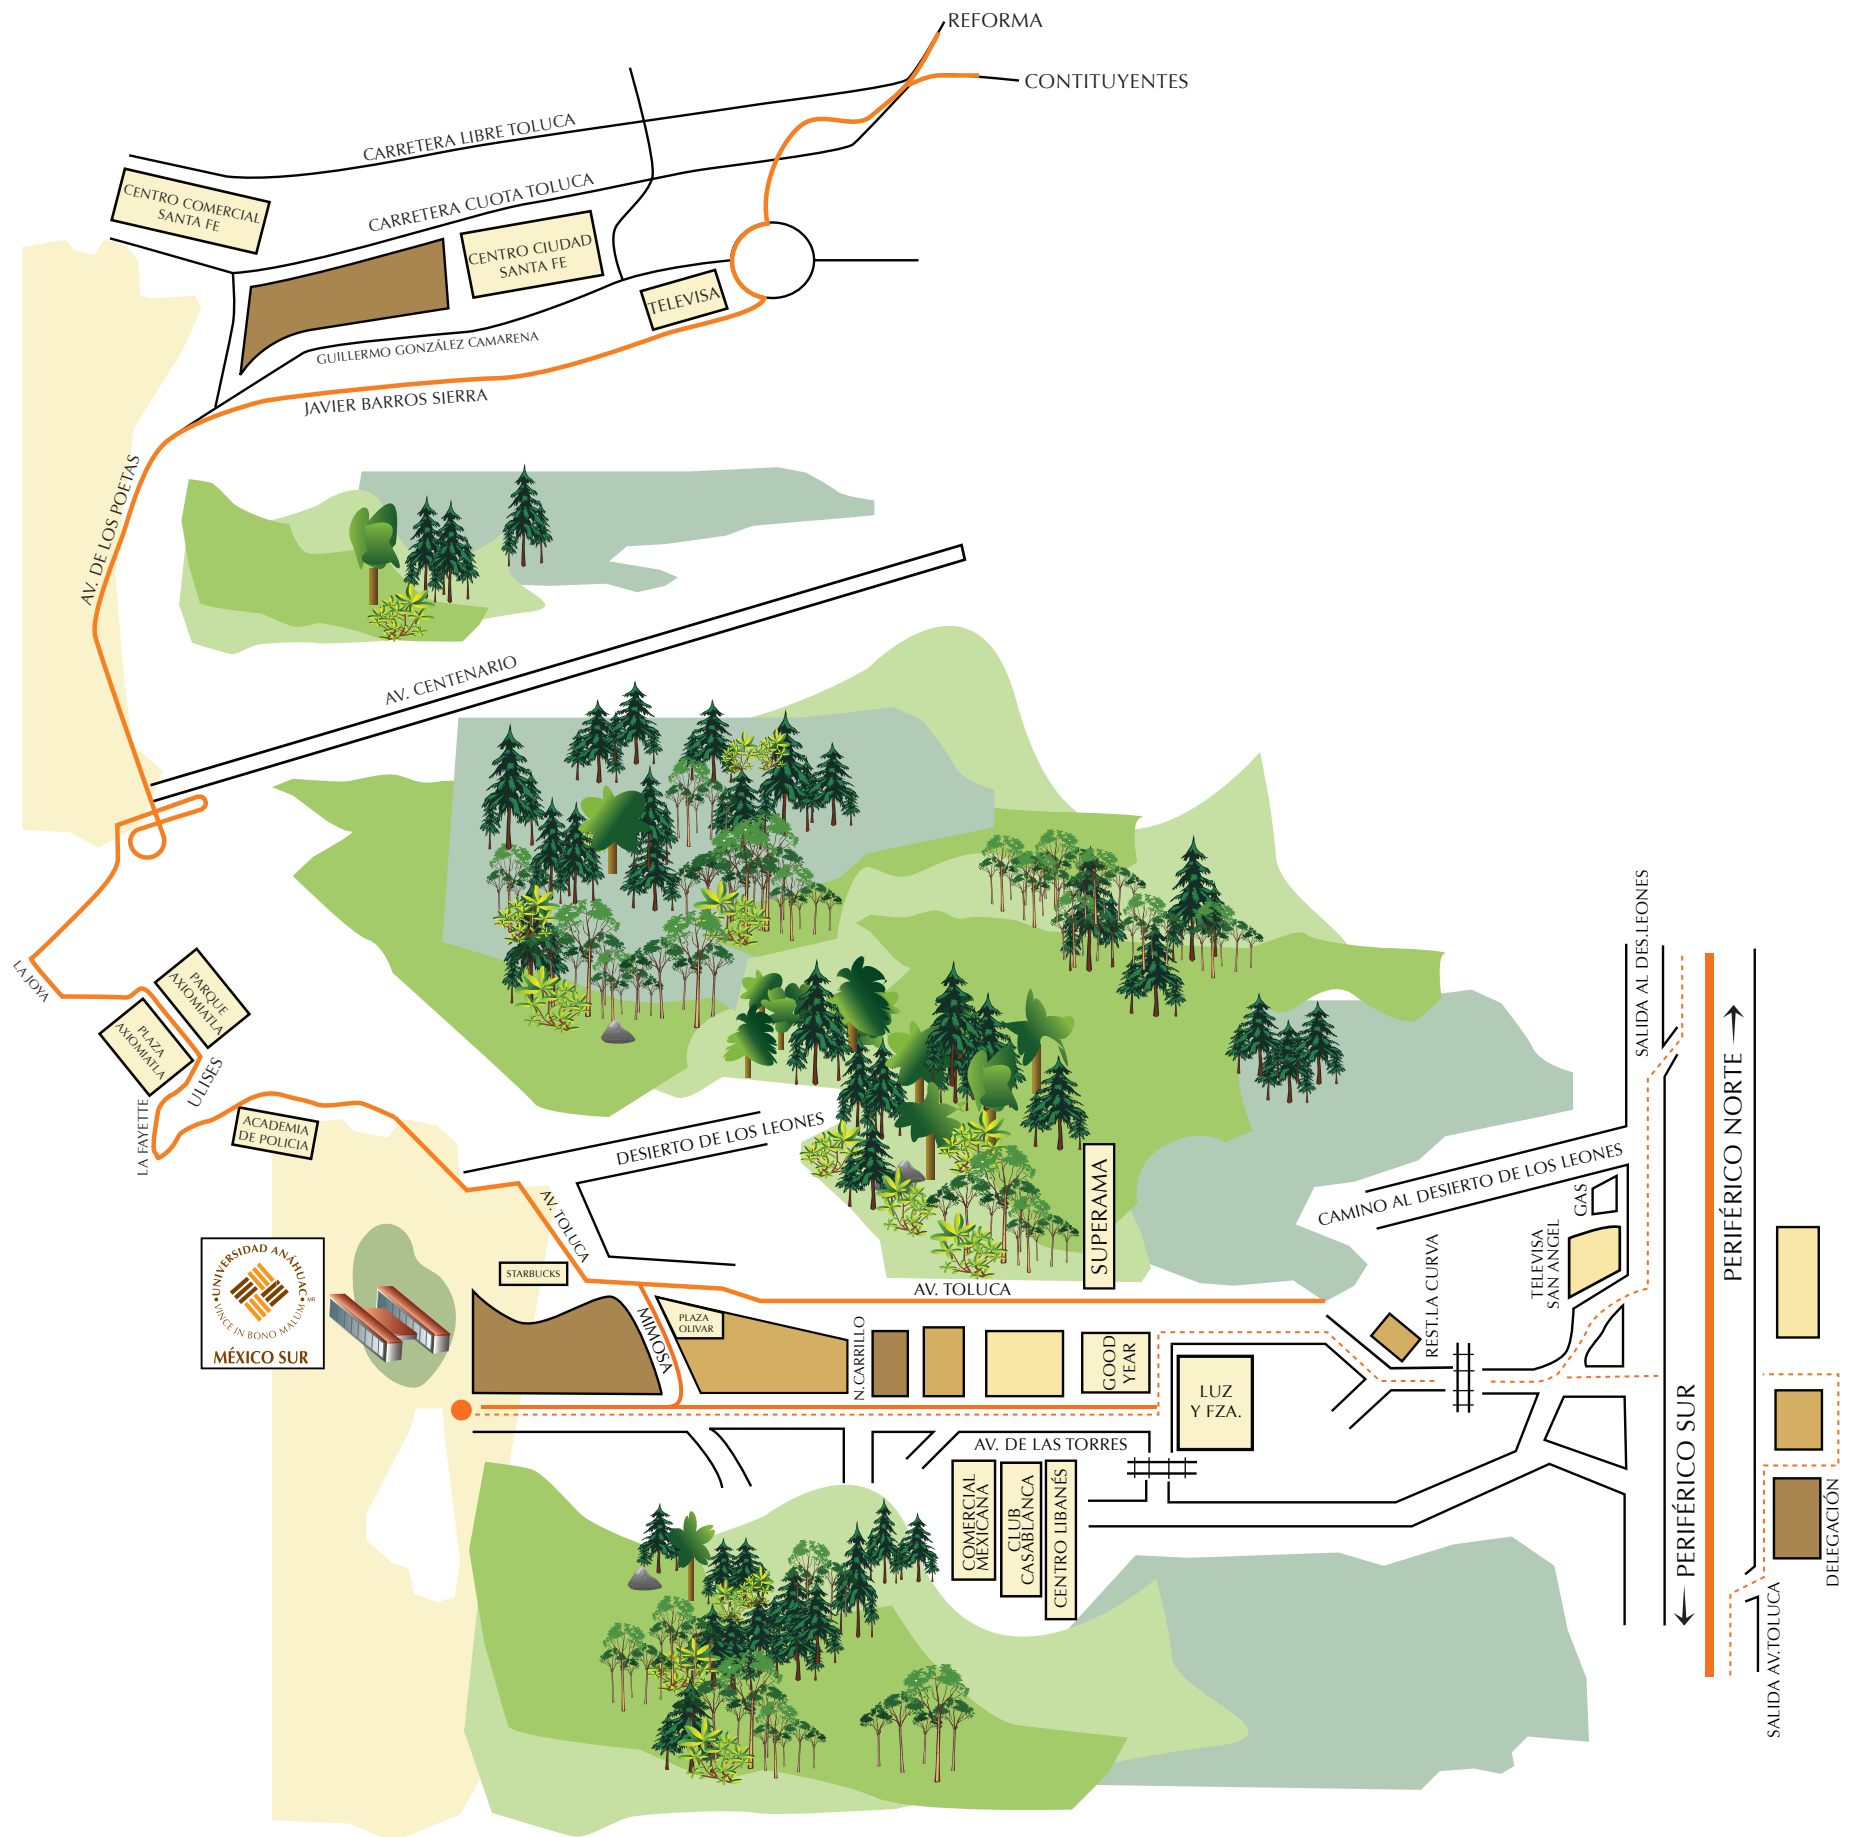 REFORMA
CONTITUYENTES
CARRETERA LIBRE TOLUCA
CARRETERA CUOTA TOLUCA
CENTRO COMERCIAL
SANTA FE
CENTRO CIUDAD
SANTA FE
TELEVISA
GUILLERMO GONZÁLEZ CAMARENA
JAVIER BARROS SIERRA
AV. DE LOS POETAS
AV. CENTENARIO
LA JOYA
PARQUE
AXIOMIATLA
PLAZA
AXIOMIATLA
ULISES
LA FAYETTE
ACADEMIA
DE POLICIA
DESIERTO DE LOS LEONES
AV. TOLUCA
SUPERAMA
SALIDA AL DES.LEONES
PERIFÉRICO NORTE
CAMINO AL DESIERTO DE LOS LEONES
GAS
TELEVISA
SAN ANGEL
REST.LA CURVA
UNIVERSIDAD ANÁHUAC
VINCE IN BONO MALUM
MR
MÉXICO SUR
STARBUCKS
AV. TOLUCA
MIMOSA
PLAZA
OLIVAR
N.CARRILLO
GOOD
YEAR
LUZ
Y FZA.
AV. DE LAS TORRES
COMERCIAL
MEXICANA
CLUB
CASABLANCA
CENTRO LIBANÉS
PERIFÉRICO SUR
DELEGACIÓN
SALIDA AV.TOLUCA